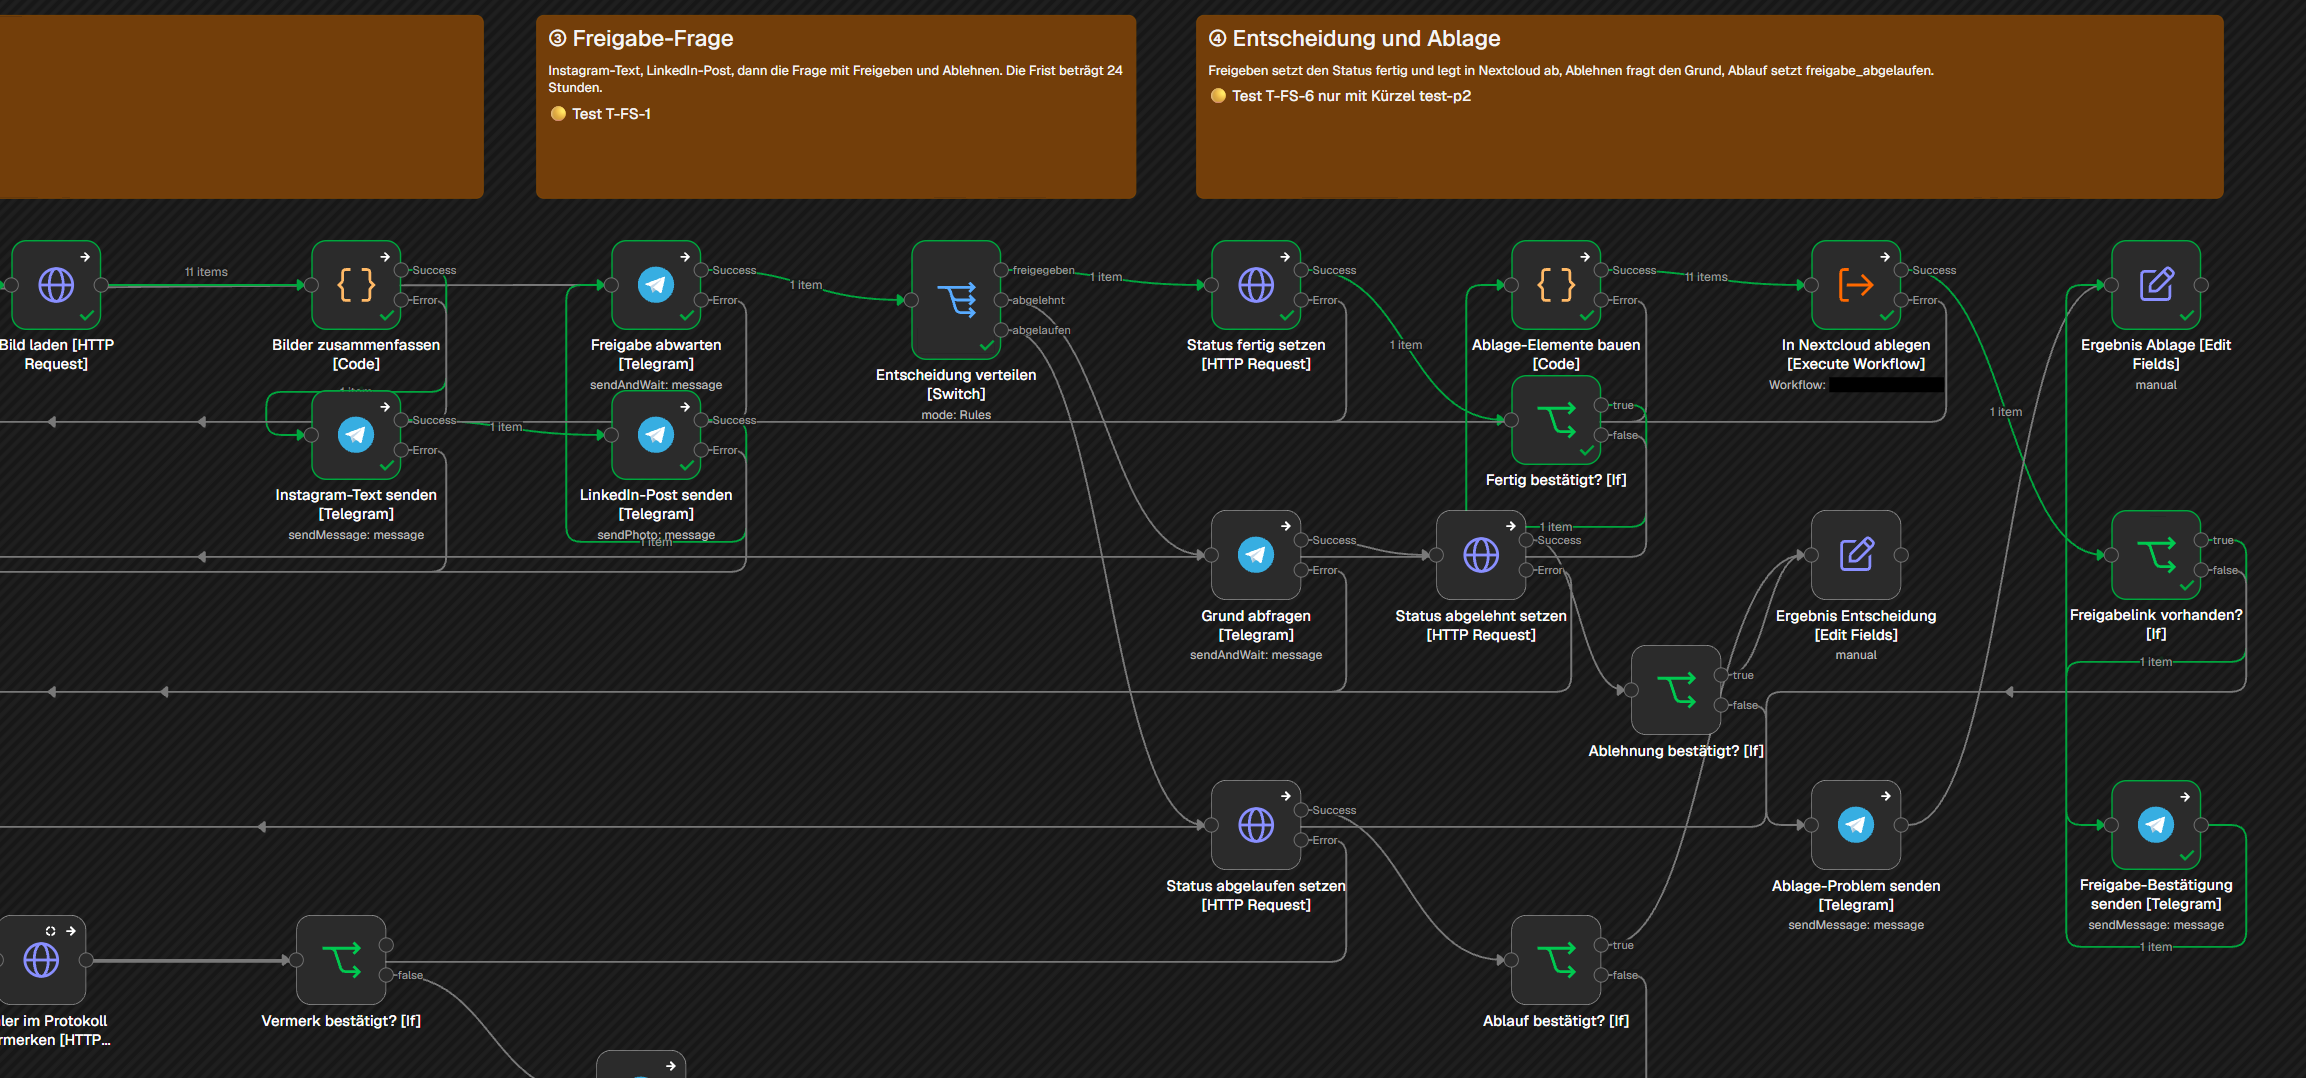 ③ Freigabe-Frage
Instagram-Text, LinkedIn-Post, dann die Frage mit Freigeben und Ablehnen. Die Frist beträgt 24
Stunden.
Test T-FS-1
④ Entscheidung und Ablage
Freigeben setzt den Status fertig und legt in Nextcloud ab, Ablehnen fragt den Grund, Ablauf setzt freigabe_abgelaufen.
Test T-FS-6 nur mit Kürzel test-p2
11 items
Success
Error
Success
Error
1 item
freigegeben
abgelehnt
abgelaufen
1 item
Success
Error
1 item
Success
Error
11 items
Success
Error
Bild laden [HTTP
Request]
Bilder zusammenfassen
[Code]
Freigabe abwarten
[Telegram]
sendAndWait: message
Entscheidung verteilen
[Switch]
mode: Rules
Status fertig setzen
[HTTP Request]
Ablage-Elemente bauen
[Code]
In Nextcloud ablegen
[Execute Workflow]
Workflow:
Ergebnis Ablage [Edit
Fields]
manual
1 item
Success
Error
1 item
Success
Error
true
false
1 item
Instagram-Text senden
[Telegram]
sendMessage: message
LinkedIn-Post senden
[Telegram]
sendPhoto: message
1 item
Fertig bestätigt? [If]
1 item
Success
Error
Success
Error
true
false
Grund abfragen
[Telegram]
sendAndWait: message
Status abgelehnt setzen
[HTTP Request]
Ergebnis Entscheidung
[Edit Fields]
manual
Freigabelink vorhanden?
[If]
1 item
true
false
Ablehnung bestätigt? [If]
Success
Error
Status abgelaufen setzen
[HTTP Request]
Ablage-Problem senden
[Telegram]
sendMessage: message
Freigabe-Bestätigung
senden [Telegram]
sendMessage: message
1 item
false
true
false
ler im Protokoll
rmerken [HTTP...
Vermerk bestätigt? [If]
Ablauf bestätigt? [If]